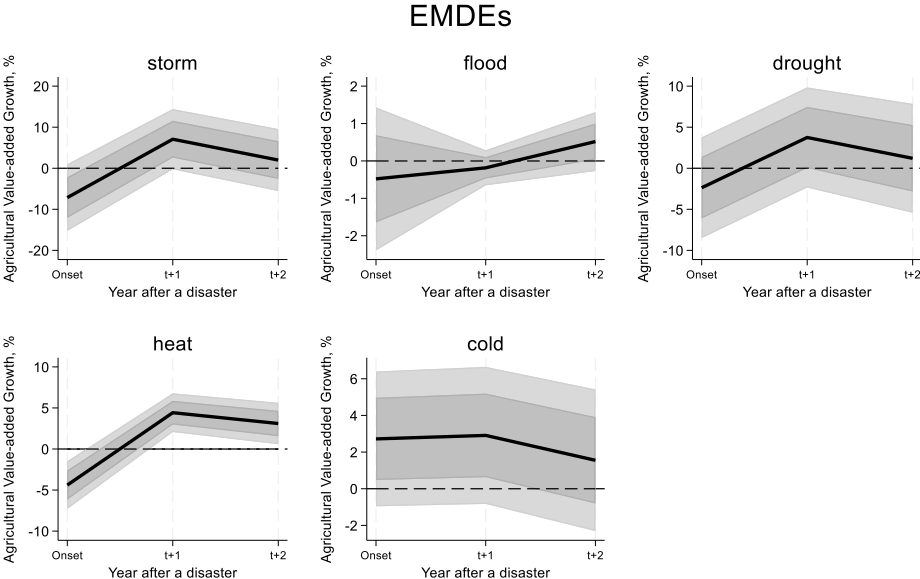 EMDEs
storm
Agricultural Value-added Growth, %
20
10
0
-10
-20
Onset t+1 t+2
Year after a disaster
flood
Agricultural Value-added Growth, %
2
1
0
-1
-2
Onset t+1 t+2
Year after a disaster
drought
Agricultural Value-added Growth, %
10
5
0
-5
-10
Onset t+1 t+2
Year after a disaster
heat
Agricultural Value-added Growth, %
10
5
0
-5
-10
Onset t+1 t+2
Year after a disaster
cold
Agricultural Value-added Growth, %
6
4
2
0
-2
Onset t+1 t+2
Year after a disaster